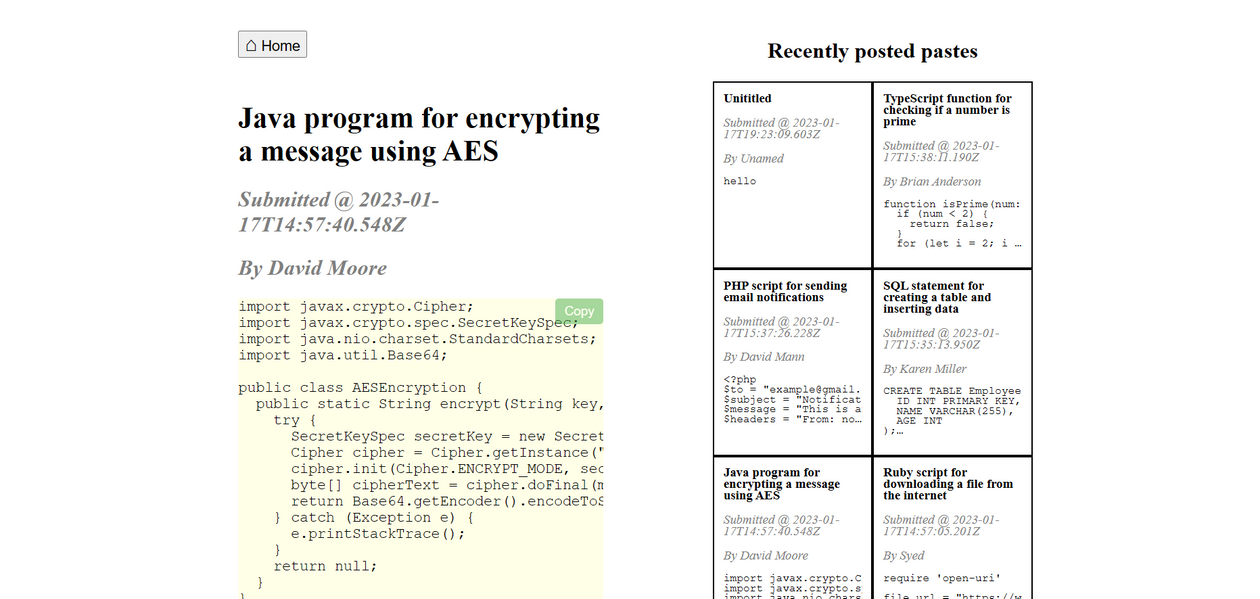 ⌂ Home
Java program for encrypting
a message using AES
Submitted @ 2023-01-
17T14:57:40.548Z
By David Moore
Copy
import javax.crypto.Cipher;
import javax.crypto.spec.SecretKeySpec;
import java.nio.charset.StandardCharsets;
import java.util.Base64;
public class AESEncryption {
  public static String encrypt(String key,
    try {
      SecretKeySpec secretKey = new Secret
      Cipher cipher = Cipher.getInstance("
      cipher.init(Cipher.ENCRYPT_MODE, sec
      byte[] cipherText = cipher.doFinal(m
      return Base64.getEncoder().encodeToS
    } catch (Exception e) {
      e.printStackTrace();
    }
    return null;
  }
Recently posted pastes
Unititled
Submitted @ 2023-01-
17T19:23:09.603Z
By Unamed
hello
TypeScript function for
checking if a number is
prime
Submitted @ 2023-01-
17T15:38:11.190Z
By Brian Anderson
function isPrime(num:
  if (num < 2) {
    return false;
  }
  for (let i = 2; i …
PHP script for sending
email notifications
Submitted @ 2023-01-
17T15:37:26.228Z
By David Mann
<?php
$to = "example@gmail.
$subject = "Notificat
$message = "This is a
$headers = "From: no…
SQL statement for
creating a table and
inserting data
Submitted @ 2023-01-
17T15:35:13.950Z
By Karen Miller
CREATE TABLE Employee
  ID INT PRIMARY KEY,
  NAME VARCHAR(255),
  AGE INT
);…
Java program for
encrypting a message
using AES
Submitted @ 2023-01-
17T14:57:40.548Z
By David Moore
import javax.crypto.C
import javax.crypto.s
import java.nio.chars
Ruby script for
downloading a file from
the internet
Submitted @ 2023-01-
17T14:57:05.201Z
By Syed
require 'open-uri'
file_url = "https://w